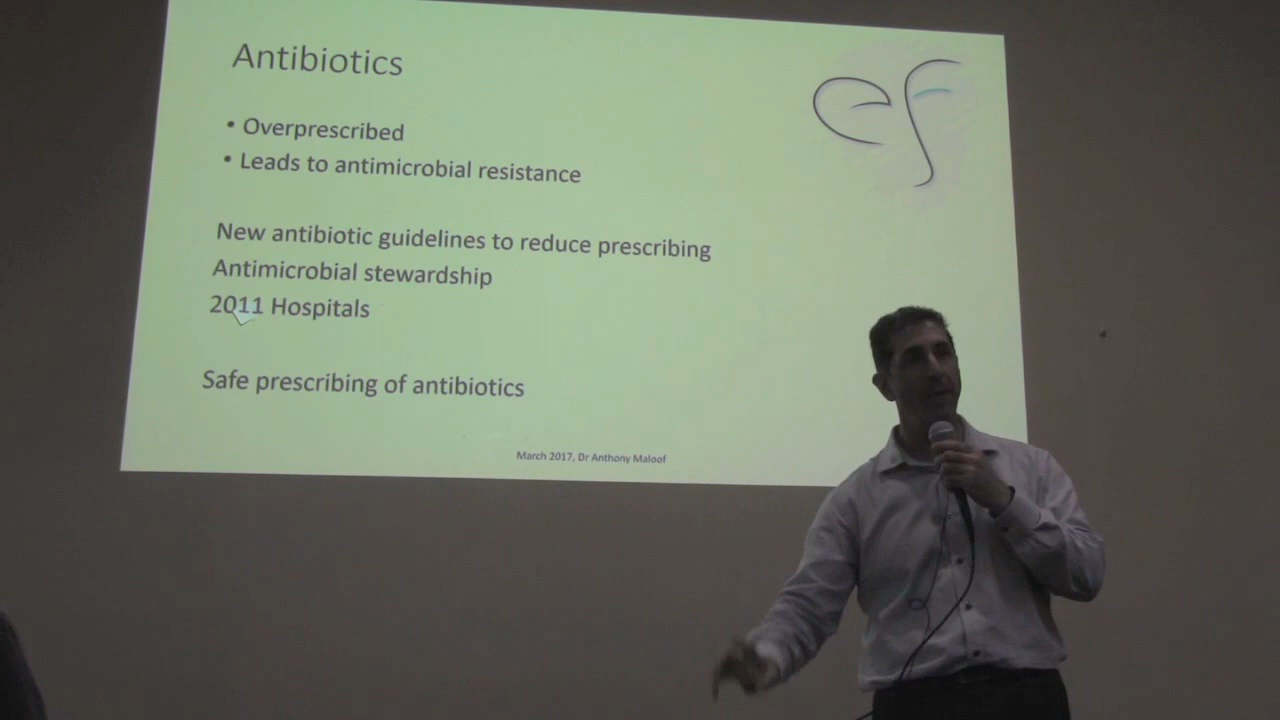 Antibiotics
• Overprescribed
• Leads to antimicrobial resistance
New antibiotic guidelines to reduce prescribing
Antimicrobial stewardship
2011 Hospitals
Safe prescribing of antibiotics
March 2017, Dr Anthony Maloof